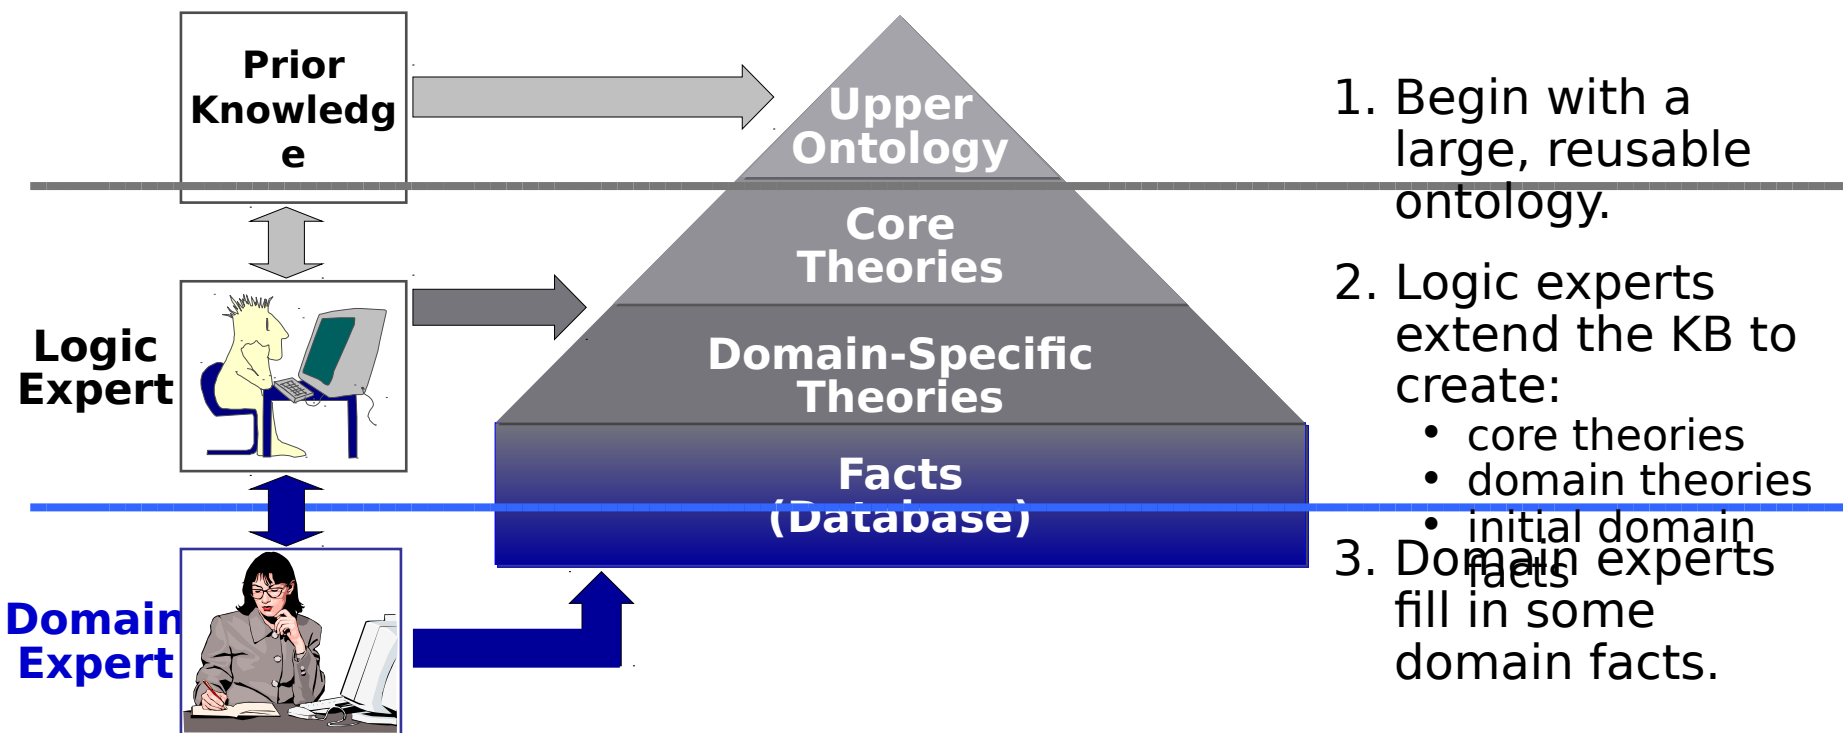 Prior
Knowledg
e
Logic
Expert
Domain
Expert
Upper
Ontology
Core
Theories
Domain-Specific
Theories
Facts
(Database)
1. Begin with a
large, reusable
ontology.
2. Logic experts
extend the KB to
create:
• core theories
• domain theories
• initial domain
facts
3. Domain experts
fill in some
domain facts.